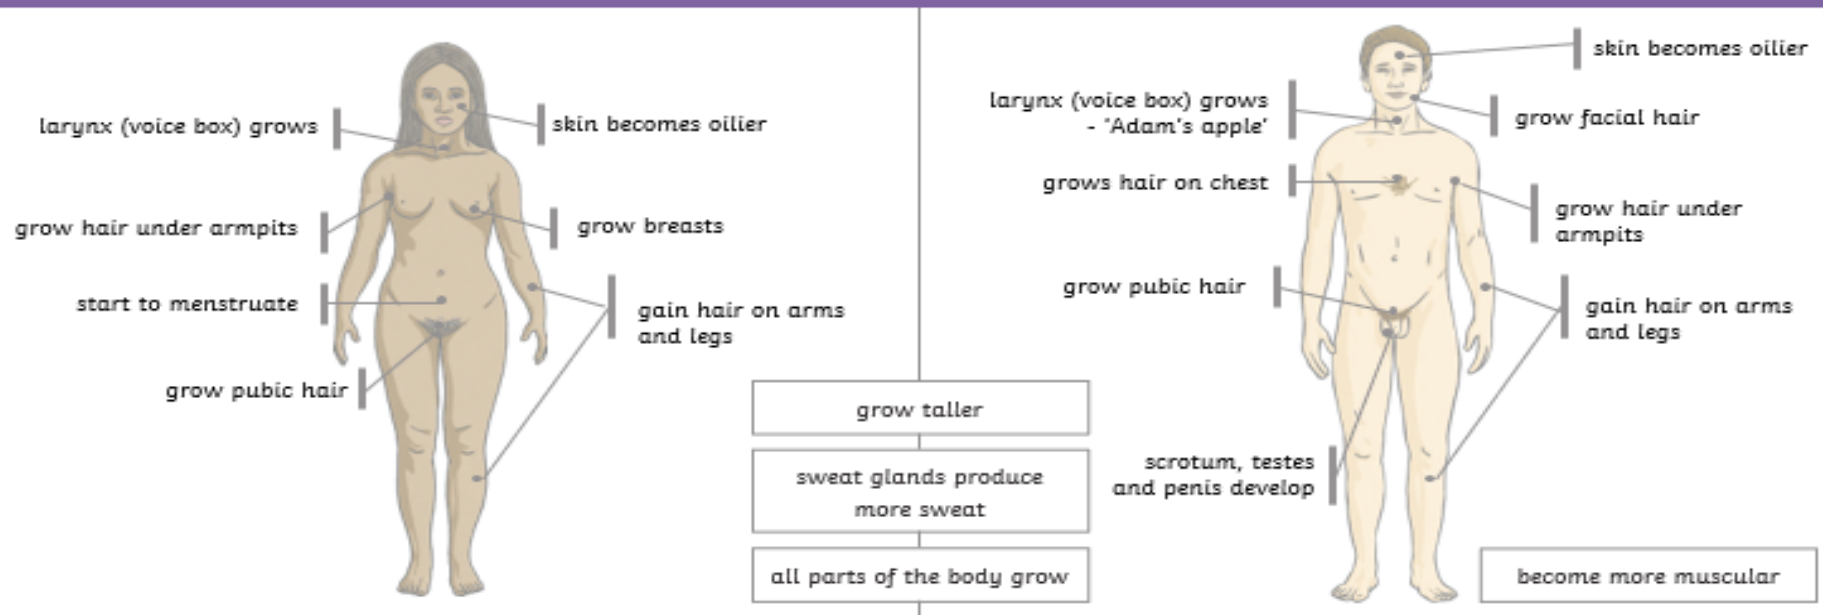 larynx (voice box) grows
skin becomes oilier
grow hair under armpits
grow breasts
start to menstruate
gain hair on arms
and legs
grow pubic hair
grow taller
sweat glands produce
more sweat
all parts of the body grow
skin becomes oilier
larynx (voice box) grows
- 'Adam's apple'
grow facial hair
grows hair on chest
grow hair under
armpits
grow pubic hair
gain hair on arms
and legs
scrotum, testes
and penis develop
become more muscular